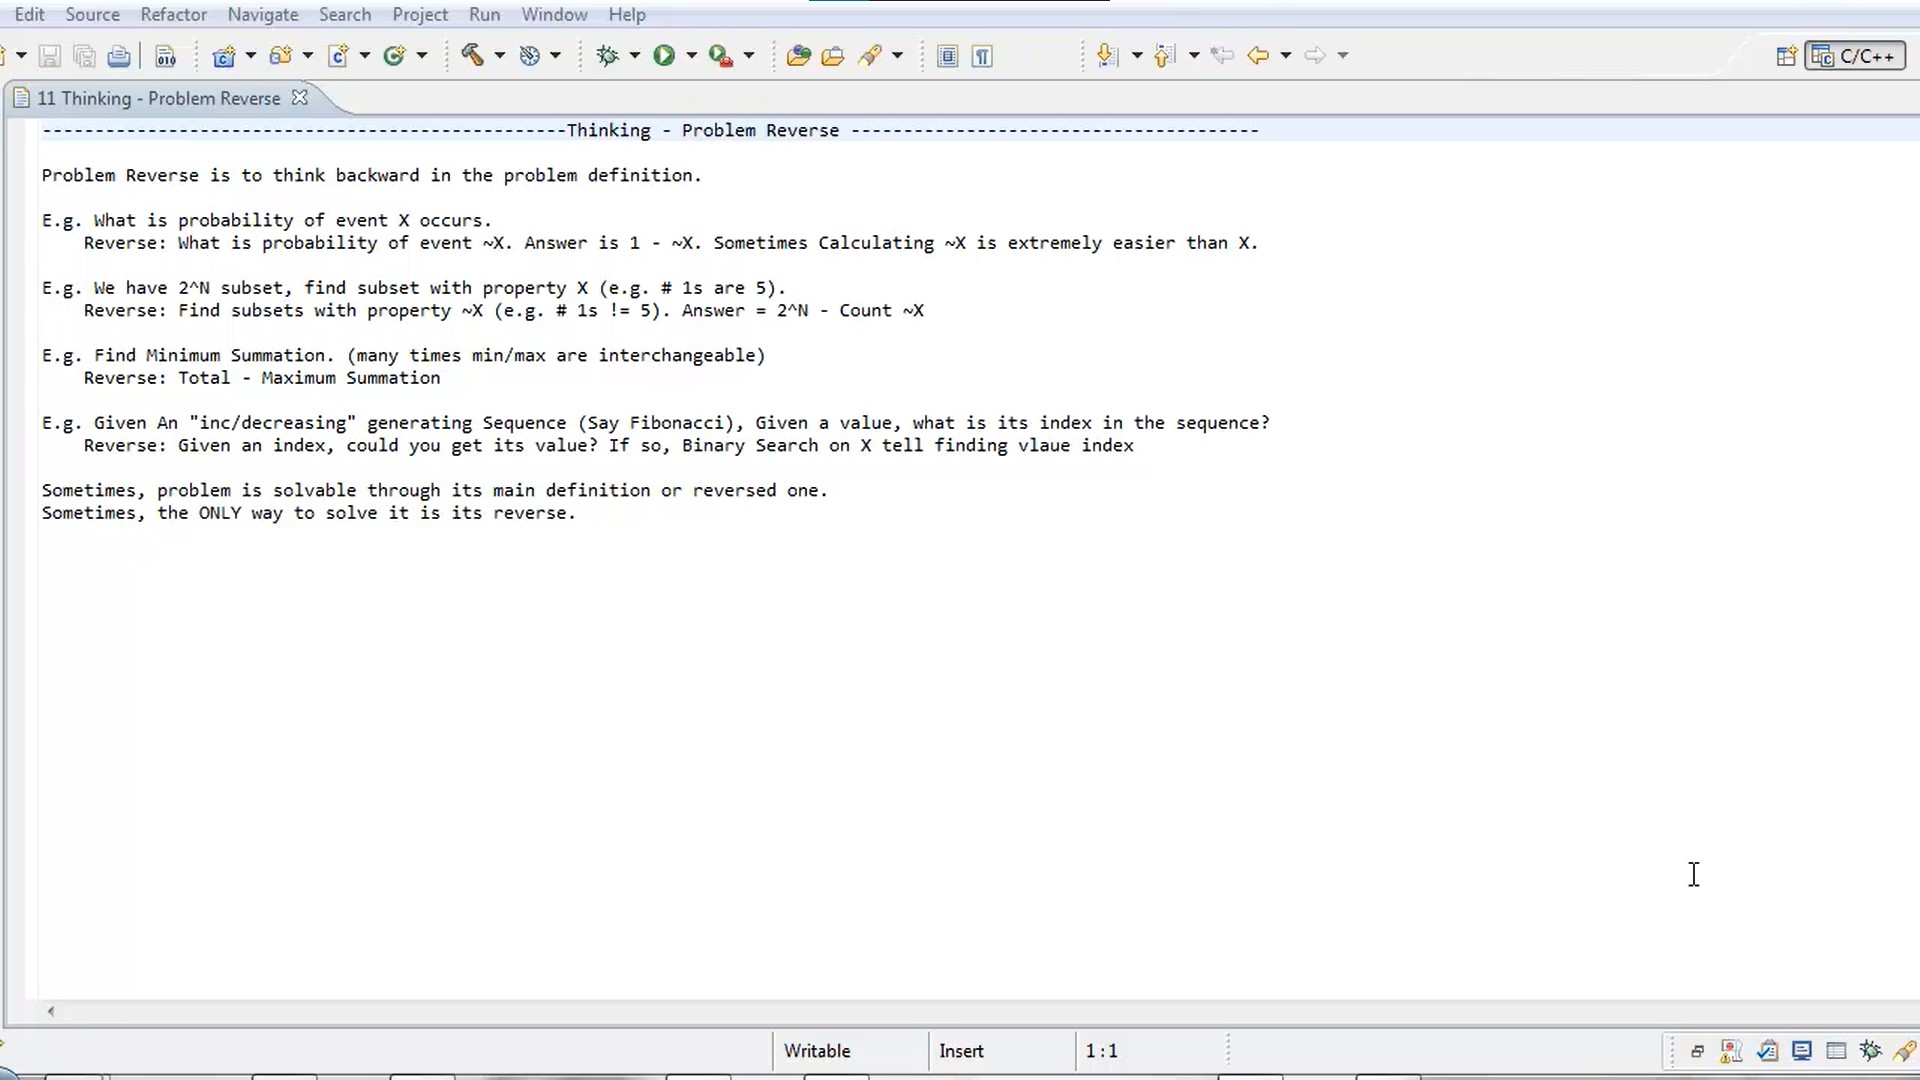 Edit Source Refactor Navigate Search Project Run Window Help
010
C/C++
11 Thinking - Problem Reverse
--------------------------------------------------Thinking - Problem Reverse ---------------------------------------
Problem Reverse is to think backward in the problem definition.
E.g. What is probability of event X occurs.
Reverse: What is probability of event ~X. Answer is 1 - ~X. Sometimes Calculating ~X is extremely easier than X.
E.g. We have 2^N subset, find subset with property X (e.g. # 1s are 5).
Reverse: Find subsets with property ~X (e.g. # 1s != 5). Answer = 2^N - Count ~X
E.g. Find Minimum Summation. (many times min/max are interchangeable)
Reverse: Total - Maximum Summation
E.g. Given An "inc/decreasing" generating Sequence (Say Fibonacci), Given a value, what is its index in the sequence?
Reverse: Given an index, could you get its value? If so, Binary Search on X tell finding vlaue index
Sometimes, problem is solvable through its main definition or reversed one.
Sometimes, the ONLY way to solve it is its reverse.
Writable Insert 1 : 1